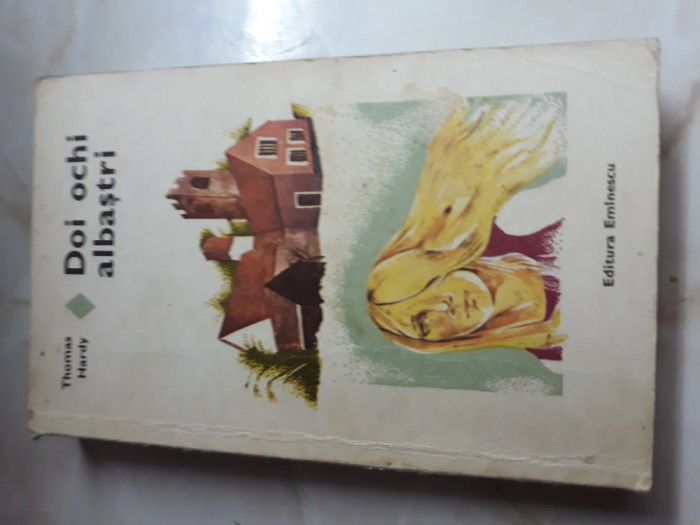 Thomas
Hardy
Doi ochi
albaștri
Editura Eminescu